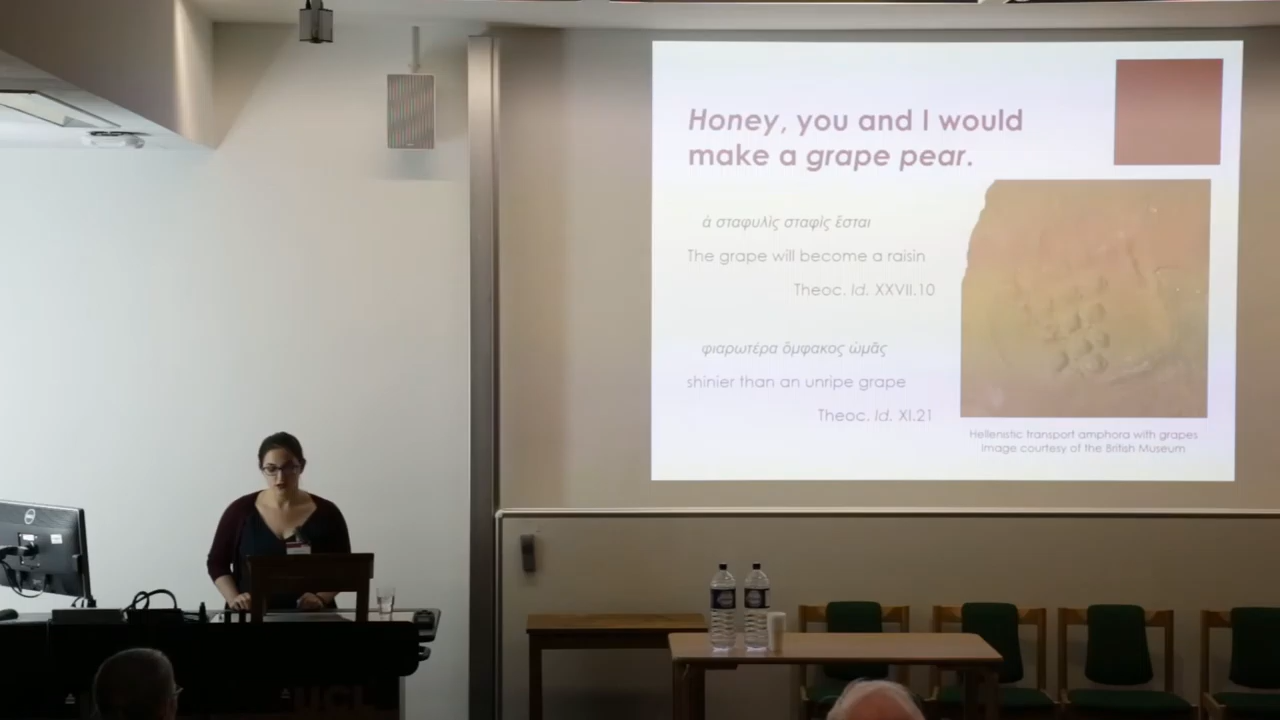 Honey, you and I would
make a grape pear.
ἁ σταφυλὶς σταφὶς ἔσται
The grape will become a raisin
Theoc. Id. XXVII.10
φιαρωτέρα ὄμφακος ὠμᾶς
shinier than an unripe grape
Theoc. Id. XI.21
Hellenistic transport amphora with grapes
image courtesy of the British Museum
DELL
UCL